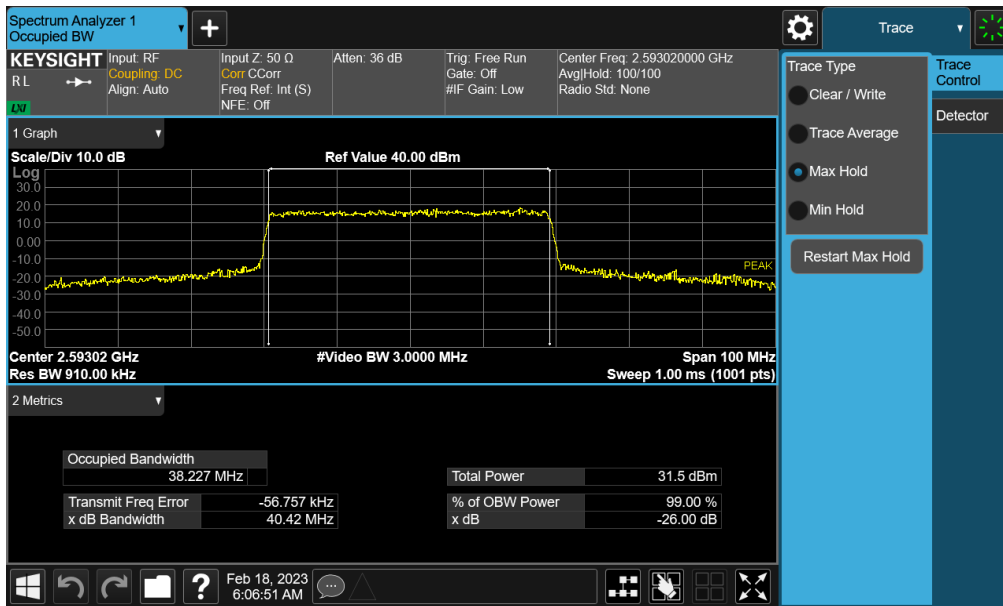 Spectrum Analyzer 1
Occupied BW
+
Trace
KEYSIGHT
R L
LXI
Input: RF
Coupling: DC
Align: Auto
Input Z: 50 Ω
Corr CCorr
Freq Ref: Int (S)
NFE: Off
Atten: 36 dB
Trig: Free Run
Gate: Off
#IF Gain: Low
Center Freq: 2.593020000 GHz
Avg|Hold: 100/100
Radio Std: None
1 Graph
Scale/Div 10.0 dB
Ref Value 40.00 dBm
Log
30.0
20.0
10.0
0.00
-10.0
-20.0
-30.0
-40.0
-50.0
PEAK
Center 2.59302 GHz
#Video BW 3.0000 MHz
Span 100 MHz
Res BW 910.00 kHz
Sweep 1.00 ms (1001 pts)
2 Metrics
Occupied Bandwidth
38.227 MHz
Total Power 31.5 dBm
Transmit Freq Error -56.757 kHz
% of OBW Power 99.00 %
x dB Bandwidth 40.42 MHz
x dB -26.00 dB
Trace Type
Clear / Write
Trace Average
Max Hold
Min Hold
Restart Max Hold
Trace
Control
Detector
?
Feb 18, 2023
6:06:51 AM